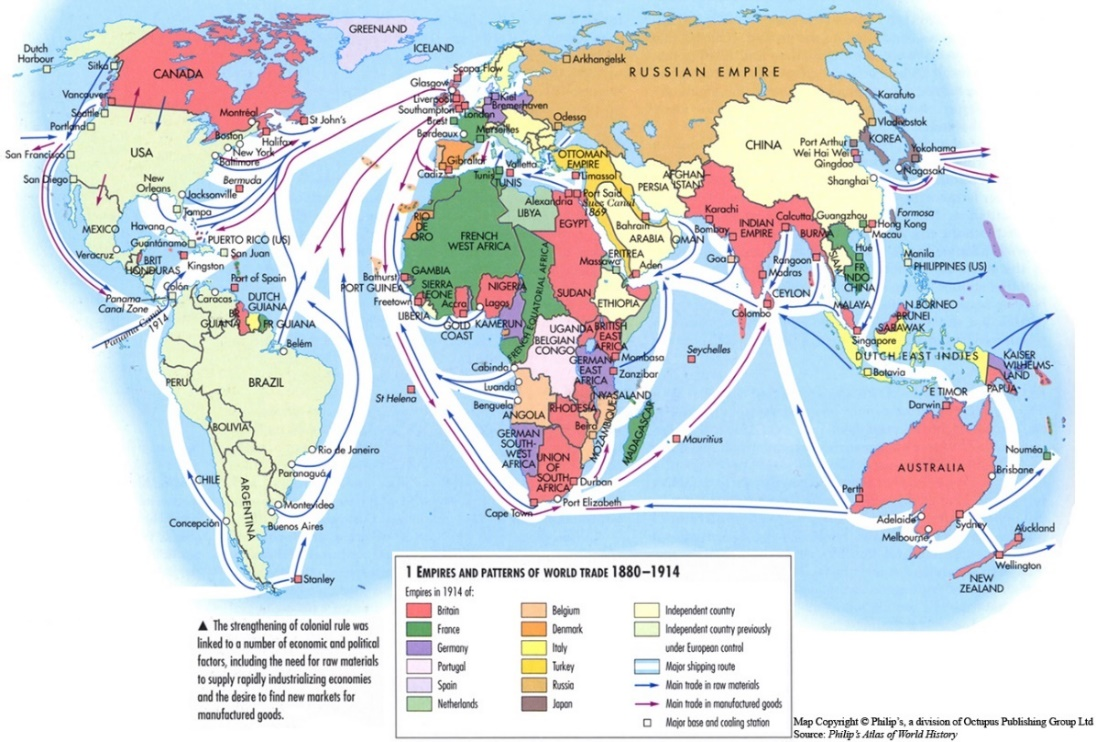 GREENLAND
ICELAND
Dutch
Harbour
Sitka
CANADA
Vancouver
Seattle
Portland
San Francisco
San Diego
USA
Montréal
Boston
New York
Baltimore
Halifax
St John's
Bermuda
New
Orleans
Jacksonville
Tampa
MEXICO
Havana
Guantánamo
Veracruz
BRIT
HONDURAS
Kingston
PUERTO RICO (US)
San Juan
Port of Spain
Panama
Canal Zone
Colón
Panama Canal
1914
Caracas
DUTCH
GUIANA
BR
GUIANA
FR GUIANA
Belém
PERU
BRAZIL
BOLIVIA
Rio de Janeiro
Paranaguá
CHILE
ARGENTINA
Concepción
Montevideo
Buenos Aires
Stanley
Scapa Flow
Glasgow
Liverpool
Southampton
London
Kiel
Bremerhaven
Brest
Bordeaux
Marseilles
Odessa
Arkhangelsk
RUSSIAN EMPIRE
Gibraltar
Cadiz
Tunis
TUNIS
Valletta
OTTOMAN
EMPIRE
Limassol
Alexandria
Port Said
Suez Canal
1869
LIBYA
EGYPT
PERSIA
AFGHAN
ISTAN
Bahrain
ARABIA
OMAN
RIO
DE
ORO
FRENCH
WEST AFRICA
FRENCH EQUATORIAL AFRICA
ERITREA
Massawa
Aden
SUDAN
ETHIOPIA
Bathurst
PORT GUINEA
GAMBIA
SIERRA
LEONE
Freetown
LIBERIA
Accra
GOLD
COAST
Lagos
NIGERIA
KAMERUN
UGANDA
BELGIAN
CONGO
BRITISH
EAST
AFRICA
GERMAN
EAST
AFRICA
Mombasa
Zanzibar
NYASALAND
Cabinda
Luanda
Benguela
ANGOLA
RHODESIA
Beira
MOZAMBIQUE
MADAGASCAR
GERMAN
SOUTH-
WEST
AFRICA
UNION
OF
SOUTH
AFRICA
Durban
Port Elizabeth
Cape Town
St Helena
Seychelles
Mauritius
CHINA
Karafuto
Vladivostok
KOREA
Port Arthur
Wei Hai Wei
Qingdao
Yokohama
Nagasaki
Shanghai
Karachi
Bombay
Goa
INDIAN
EMPIRE
Calcutta
BURMA
Rangoon
Madras
CEYLON
Colombo
Guangzhou
Formosa
Hong Kong
Macau
SIAM
Hué
FR
INDO
CHINA
Manila
PHILIPPINES (US)
MALAYA
N.BORNEO
BRUNEI
SARAWAK
Singapore
DUTCH EAST INDIES
Batavia
KAISER
WILHELMS-
LAND
PAPUA
E TIMOR
Darwin
AUSTRALIA
Perth
Adelaide
Melbourne
Sydney
Brisbane
Nouméa
Auckland
Wellington
NEW
ZEALAND
▲ The strengthening of colonial rule was
linked to a number of economic and political
factors, including the need for raw materials
to supply rapidly industrializing economies
and the desire to find new markets for
manufactured goods.
1 EMPIRES AND PATTERNS OF WORLD TRADE 1880–1914
Empires in 1914 of:
Britain
France
Germany
Portugal
Spain
Netherlands
Belgium
Denmark
Italy
Turkey
Russia
Japan
Independent country
Independent country previously
under European control
Major shipping route
Main trade in raw materials
Main trade in manufactured goods
Major base and coaling station
Map Copyright © Philip's, a division of Octupus Publishing Group Ltd
Source: Philip's Atlas of World History